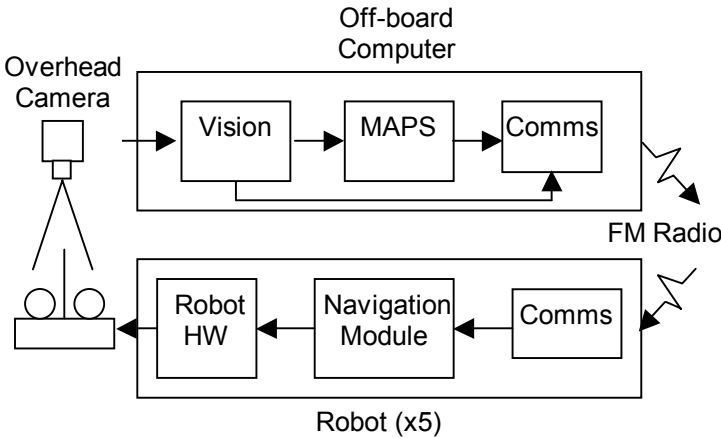 Off-board
Computer
Overhead
Camera
Vision
MAPS
Comms
FM Radio
Robot
HW
Navigation
Module
Comms
Robot (x5)